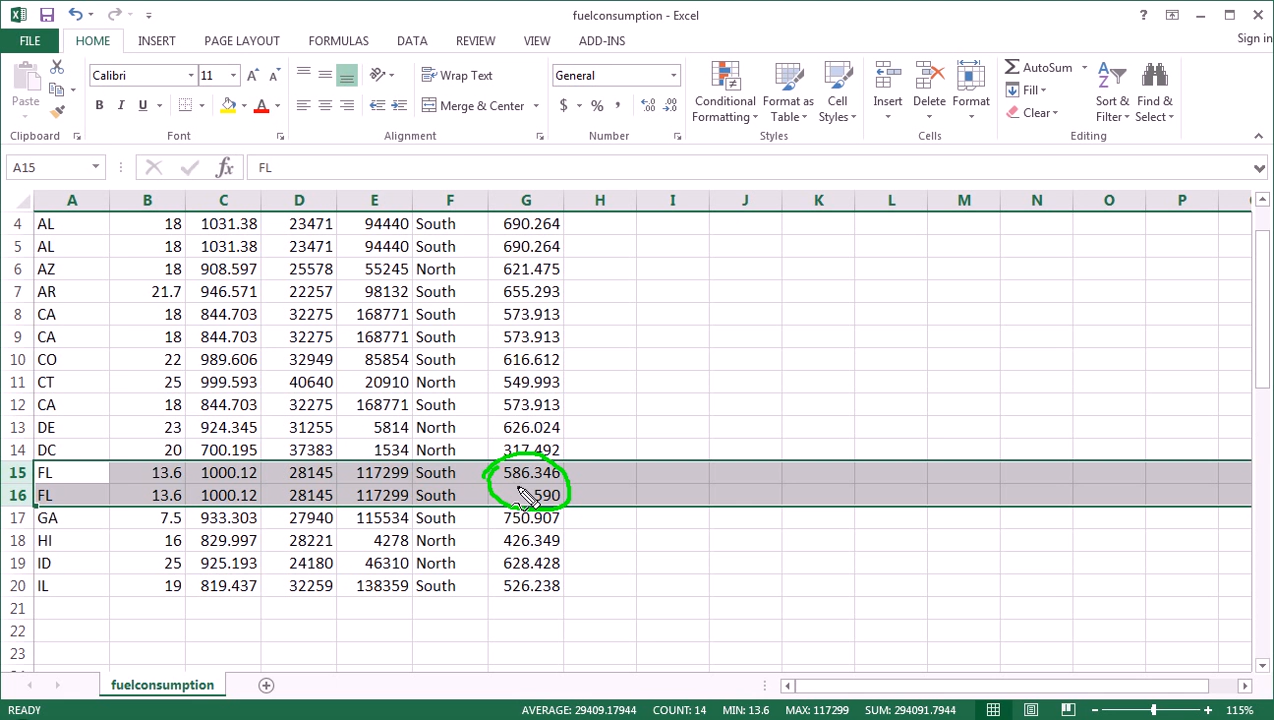 fuelconsumption - Excel
? Sign in
FILE HOME INSERT PAGE LAYOUT FORMULAS DATA REVIEW VIEW ADD-INS
Paste Calibri 11 A A Wrap Text General Conditional Formatting Format as Table Cell Styles Insert Delete Format AutoSum Fill Clear Sort & Filter Find & Select
B I U A Merge & Center $ % ,
Clipboard Font Alignment Number Styles Cells Editing
A15 fx FL
A B C D E F G H I J K L M N O P
4 AL 18 1031.38 23471 94440 South 690.264
5 AL 18 1031.38 23471 94440 South 690.264
6 AZ 18 908.597 25578 55245 North 621.475
7 AR 21.7 946.571 22257 98132 South 655.293
8 CA 18 844.703 32275 168771 South 573.913
9 CA 18 844.703 32275 168771 South 573.913
10 CO 22 989.606 32949 85854 South 616.612
11 CT 25 999.593 40640 20910 North 549.993
12 CA 18 844.703 32275 168771 South 573.913
13 DE 23 924.345 31255 5814 North 626.024
14 DC 20 700.195 37383 1534 North 317.492
15 FL 13.6 1000.12 28145 117299 South 586.346
16 FL 13.6 1000.12 28145 117299 South
17 GA 7.5 933.303 27940 115534 South 750.907
18 HI 16 829.997 28221 4278 North 426.349
19 ID 25 925.193 24180 46310 North 628.428
20 IL 19 819.437 32259 138359 South 526.238
21
22
23
fuelconsumption
READY AVERAGE: 29409.17944 COUNT: 14 MIN: 13.6 MAX: 117299 SUM: 294091.7944 115%